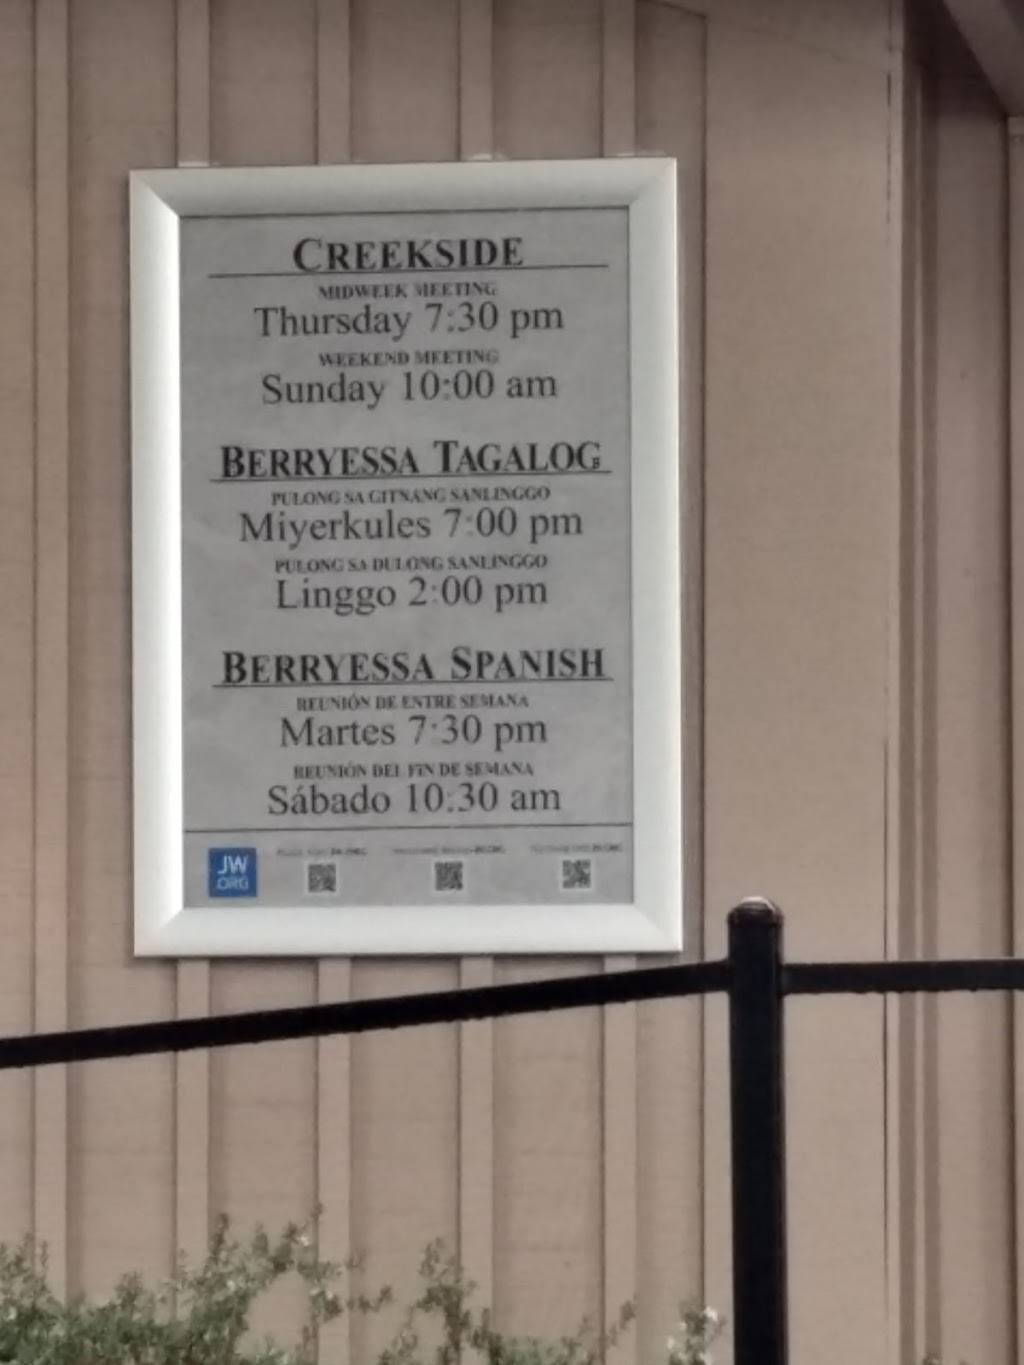 CREEKSIDE
MIDWEEK MEETING
Thursday 7:30 pm
WEEKEND MEETING
Sunday 10:00 am
BERRYESSA TAGALOG
PULONG SA GITNANG SANLINGGO
Miyerkules 7:00 pm
PULONG SA DULONG SANLINGGO
Linggo 2:00 pm
BERRYESSA SPANISH
REUNIÓN DE ENTRE SEMANA
Martes 7:30 pm
REUNIÓN DEL FIN DE SEMANA
Sábado 10:30 am
JW
.ORG